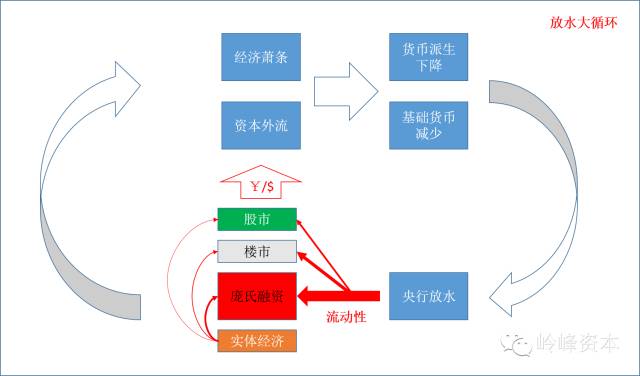 放水大循环
经济萧条
货币派生
下降
资本外流
基础货币
减少
￥/$
股市
楼市
庞氏融资
央行放水
流动性
实体经济
岭峰资本